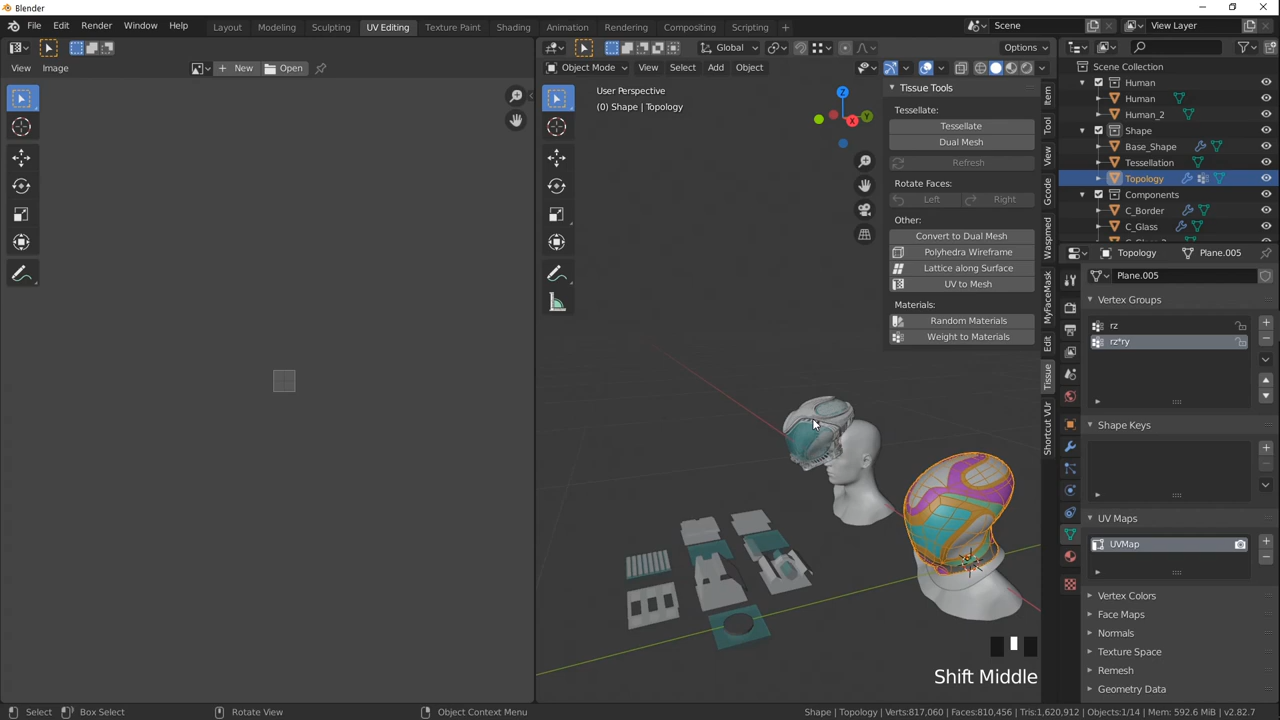 Blender
File Edit Render Window Help Layout Modeling Sculpting UV Editing Texture Paint Shading Animation Rendering Compositing Scripting + Scene View Layer
Global Options
View Image + New Open Object Mode View Select Add Object
User Perspective
(0) Shape | Topology
Z
Y
X
Tissue Tools
Tessellate:
Tessellate
Dual Mesh
Refresh
Rotate Faces:
Left Right
Other:
Convert to Dual Mesh
Polyhedra Wireframe
Lattice along Surface
UV to Mesh
Materials:
Random Materials
Weight to Materials
Item
Tool
View
Gcode
Waspmed
MyFaceMask
Edit
Tissue
Shortcut VUr
Scene Collection
Human
Human
Human_2
Shape
Base_Shape
Tessellation
Topology
Components
C_Border
C_Glass
Topology Plane.005
Plane.005
Vertex Groups
rz
rz*ry
Shape Keys
UV Maps
UVMap
Vertex Colors
Face Maps
Normals
Texture Space
Remesh
Geometry Data
Shift Middle
Select Box Select Rotate View Object Context Menu Shape | Topology | Verts:817,060 | Faces:810,456 | Tris:1,620,912 | Objects:1/14 | Mem: 592.6 MiB | v2.82.7